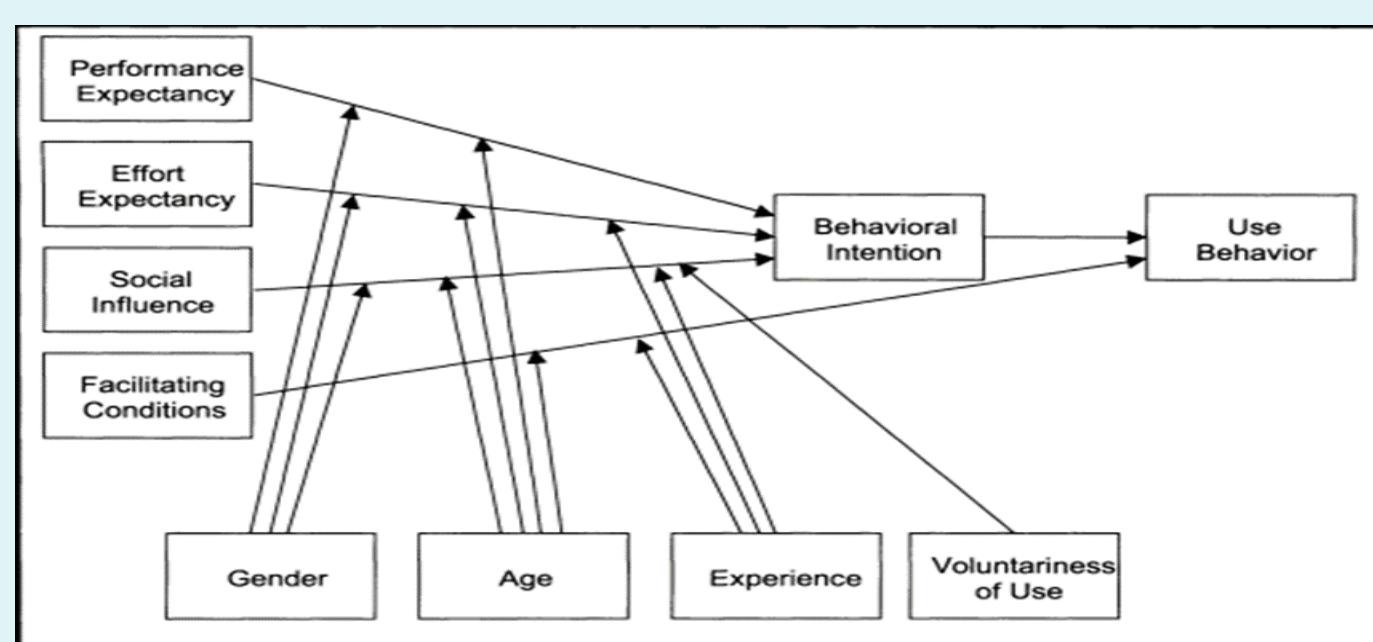 Performance
Expectancy
Effort
Expectancy
Social
Influence
Facilitating
Conditions
Behavioral
Intention
Use
Behavior
Gender
Age
Experience
Voluntariness
of Use